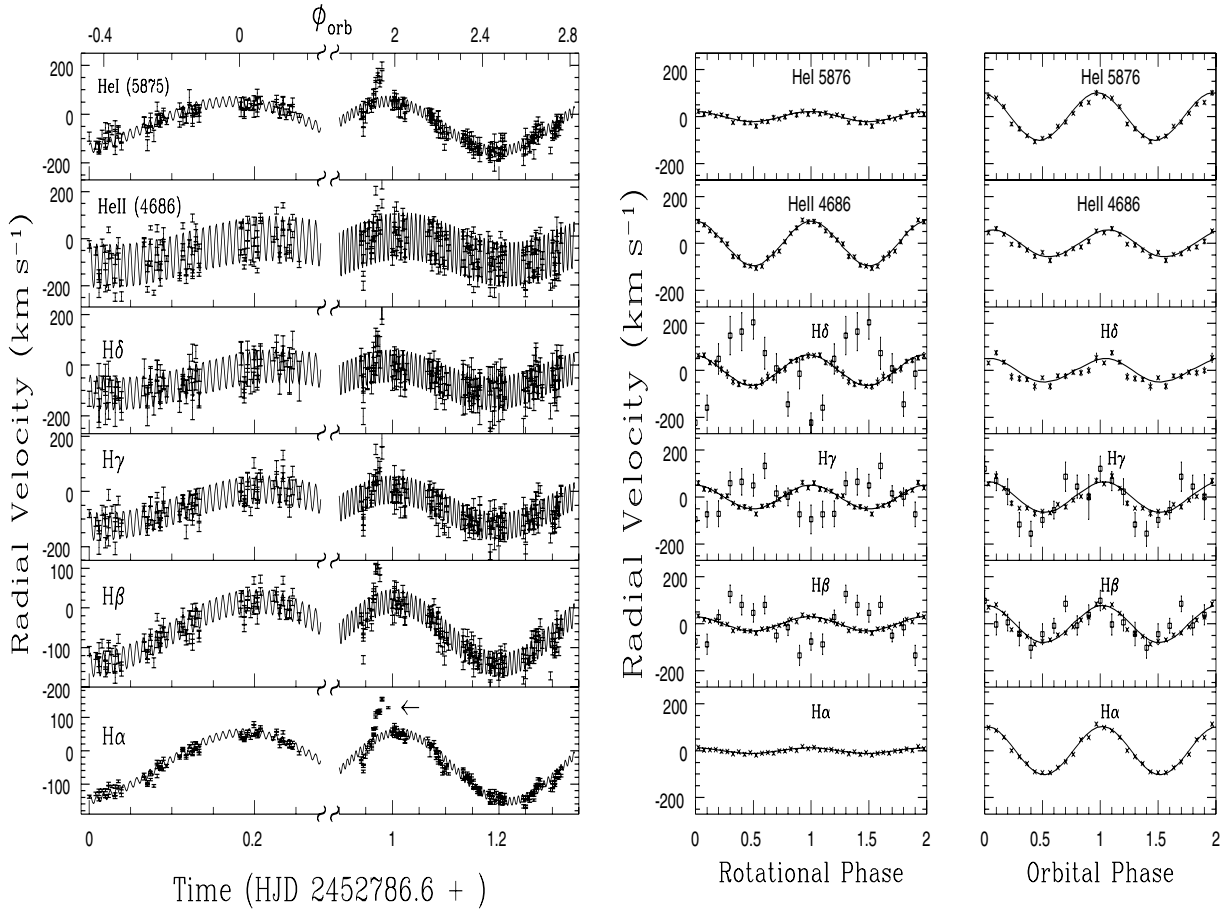 ϕorb
-0.4 0 2 2.4 2.8
HeI (5875)
200
0
-200
HeII (4686)
200
0
-200
Hδ
200
0
-200
Hγ
200
0
-200
Hβ
100
0
-100
-200
Hα
100
0
-100
0 0.2 1 1.2
Radial Velocity (km s⁻¹)
Time (HJD 2452786.6 + )
HeI 5876
200
0
-200
HeII 4686
200
0
-200
Hδ
200
0
-200
Hγ
200
0
-200
Hβ
200
0
-200
Hα
200
0
-200
0 0.5 1 1.5 2
Radial Velocity (km s⁻¹)
Rotational Phase
HeI 5876
HeII 4686
Hδ
Hγ
Hβ
Hα
0 0.5 1 1.5 2
Orbital Phase